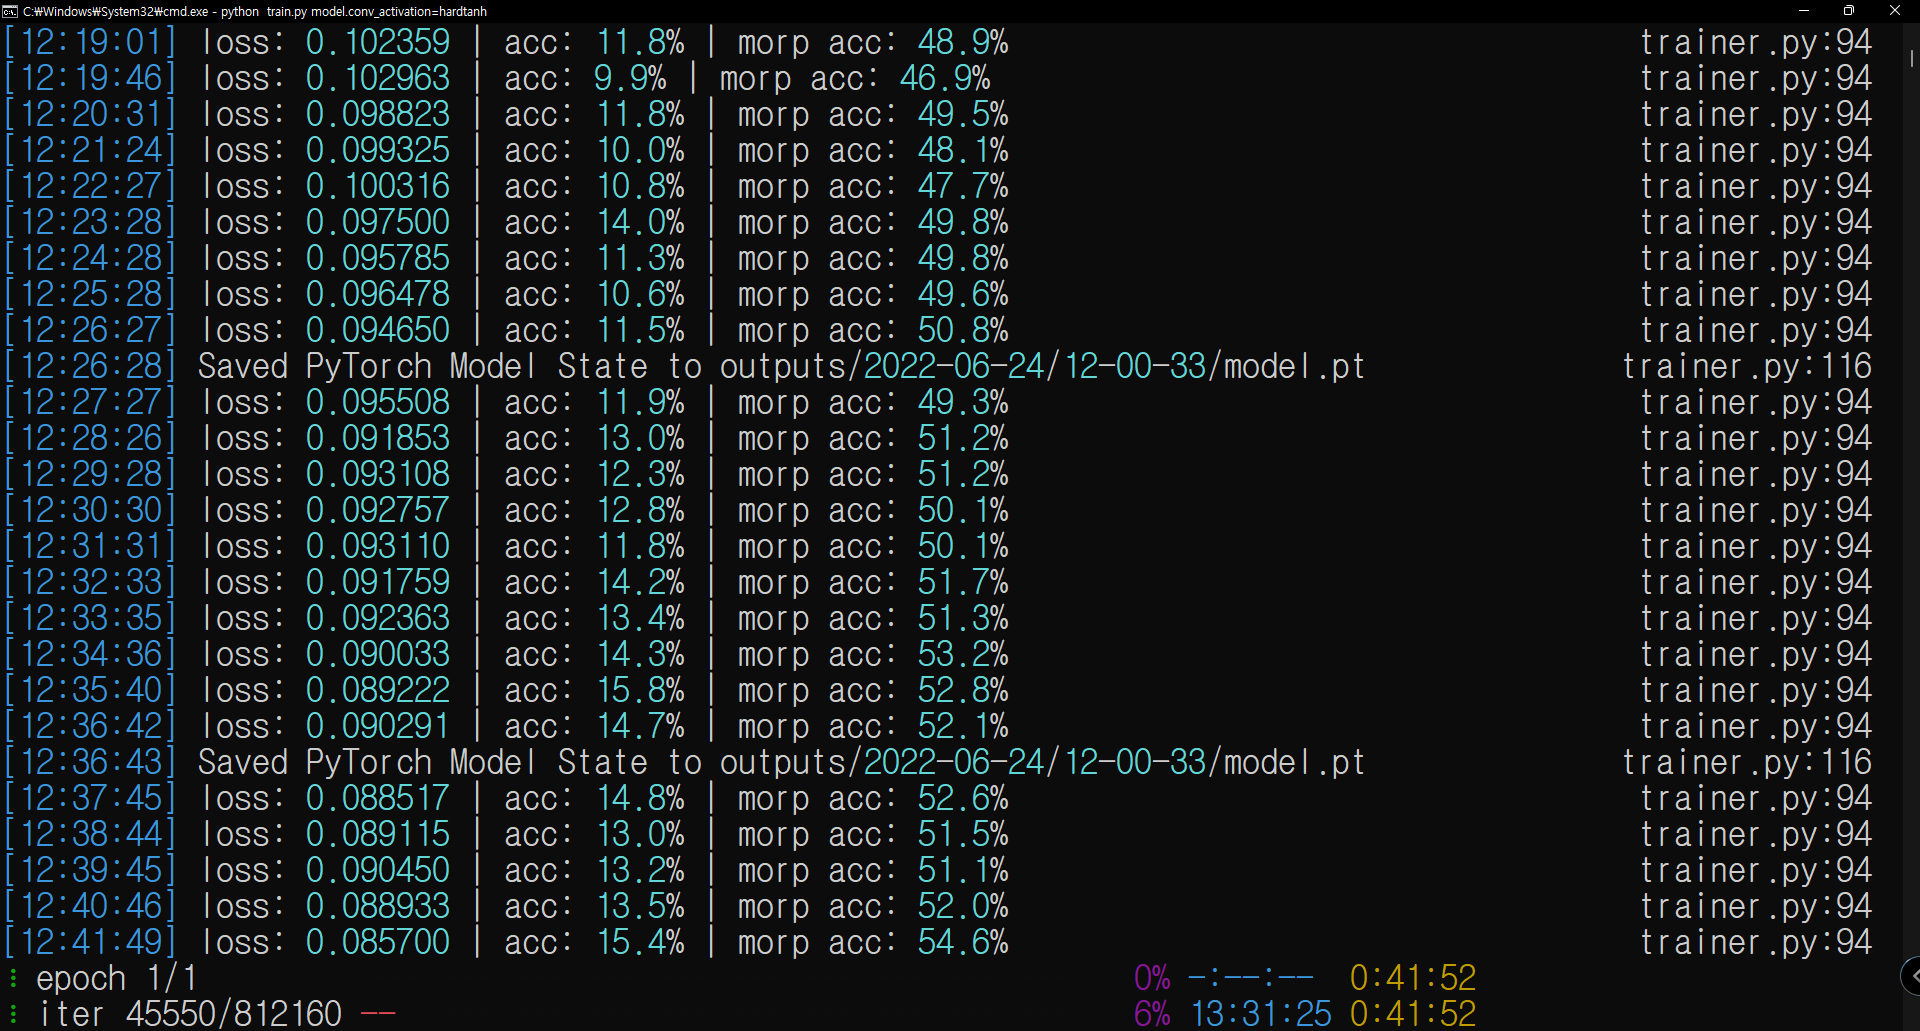 C:₩Windows₩System32₩cmd.exe - python  train.py model.conv_activation=hardtanh
[12:19:01] loss: 0.102359 | acc: 11.8% | morp acc: 48.9% trainer.py:94
[12:19:46] loss: 0.102963 | acc: 9.9% | morp acc: 46.9% trainer.py:94
[12:20:31] loss: 0.098823 | acc: 11.8% | morp acc: 49.5% trainer.py:94
[12:21:24] loss: 0.099325 | acc: 10.0% | morp acc: 48.1% trainer.py:94
[12:22:27] loss: 0.100316 | acc: 10.8% | morp acc: 47.7% trainer.py:94
[12:23:28] loss: 0.097500 | acc: 14.0% | morp acc: 49.8% trainer.py:94
[12:24:28] loss: 0.095785 | acc: 11.3% | morp acc: 49.8% trainer.py:94
[12:25:28] loss: 0.096478 | acc: 10.6% | morp acc: 49.6% trainer.py:94
[12:26:27] loss: 0.094650 | acc: 11.5% | morp acc: 50.8% trainer.py:94
[12:26:28] Saved PyTorch Model State to outputs/2022-06-24/12-00-33/model.pt trainer.py:116
[12:27:27] loss: 0.095508 | acc: 11.9% | morp acc: 49.3% trainer.py:94
[12:28:26] loss: 0.091853 | acc: 13.0% | morp acc: 51.2% trainer.py:94
[12:29:28] loss: 0.093108 | acc: 12.3% | morp acc: 51.2% trainer.py:94
[12:30:30] loss: 0.092757 | acc: 12.8% | morp acc: 50.1% trainer.py:94
[12:31:31] loss: 0.093110 | acc: 11.8% | morp acc: 50.1% trainer.py:94
[12:32:33] loss: 0.091759 | acc: 14.2% | morp acc: 51.7% trainer.py:94
[12:33:35] loss: 0.092363 | acc: 13.4% | morp acc: 51.3% trainer.py:94
[12:34:36] loss: 0.090033 | acc: 14.3% | morp acc: 53.2% trainer.py:94
[12:35:40] loss: 0.089222 | acc: 15.8% | morp acc: 52.8% trainer.py:94
[12:36:42] loss: 0.090291 | acc: 14.7% | morp acc: 52.1% trainer.py:94
[12:36:43] Saved PyTorch Model State to outputs/2022-06-24/12-00-33/model.pt trainer.py:116
[12:37:45] loss: 0.088517 | acc: 14.8% | morp acc: 52.6% trainer.py:94
[12:38:44] loss: 0.089115 | acc: 13.0% | morp acc: 51.5% trainer.py:94
[12:39:45] loss: 0.090450 | acc: 13.2% | morp acc: 51.1% trainer.py:94
[12:40:46] loss: 0.088933 | acc: 13.5% | morp acc: 52.0% trainer.py:94
[12:41:49] loss: 0.085700 | acc: 15.4% | morp acc: 54.6% trainer.py:94
⋮ epoch 1/1 0% -:--:-- 0:41:52
⋮ iter 45550/812160 -- 6% 13:31:25 0:41:52